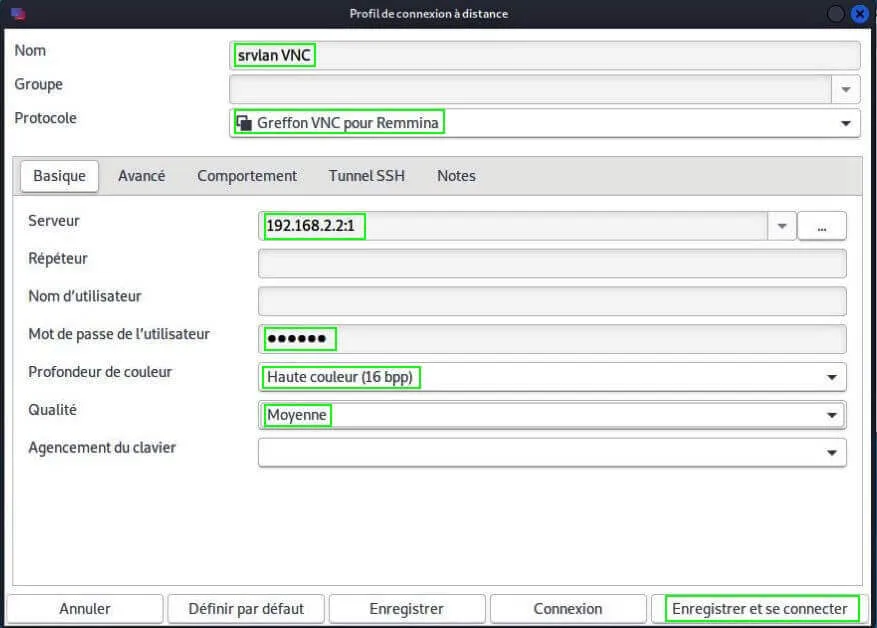 Profil de connexion à distance
Nom
srvlan VNC
Groupe
Protocole
Greffon VNC pour Remmina
Basique Avancé Comportement Tunnel SSH Notes
Serveur
192.168.2.2:1
...
Répéteur
Nom d'utilisateur
Mot de passe de l'utilisateur
●●●●●●
Profondeur de couleur
Haute couleur (16 bpp)
Qualité
Moyenne
Agencement du clavier
Annuler Définir par défaut Enregistrer Connexion Enregistrer et se connecter